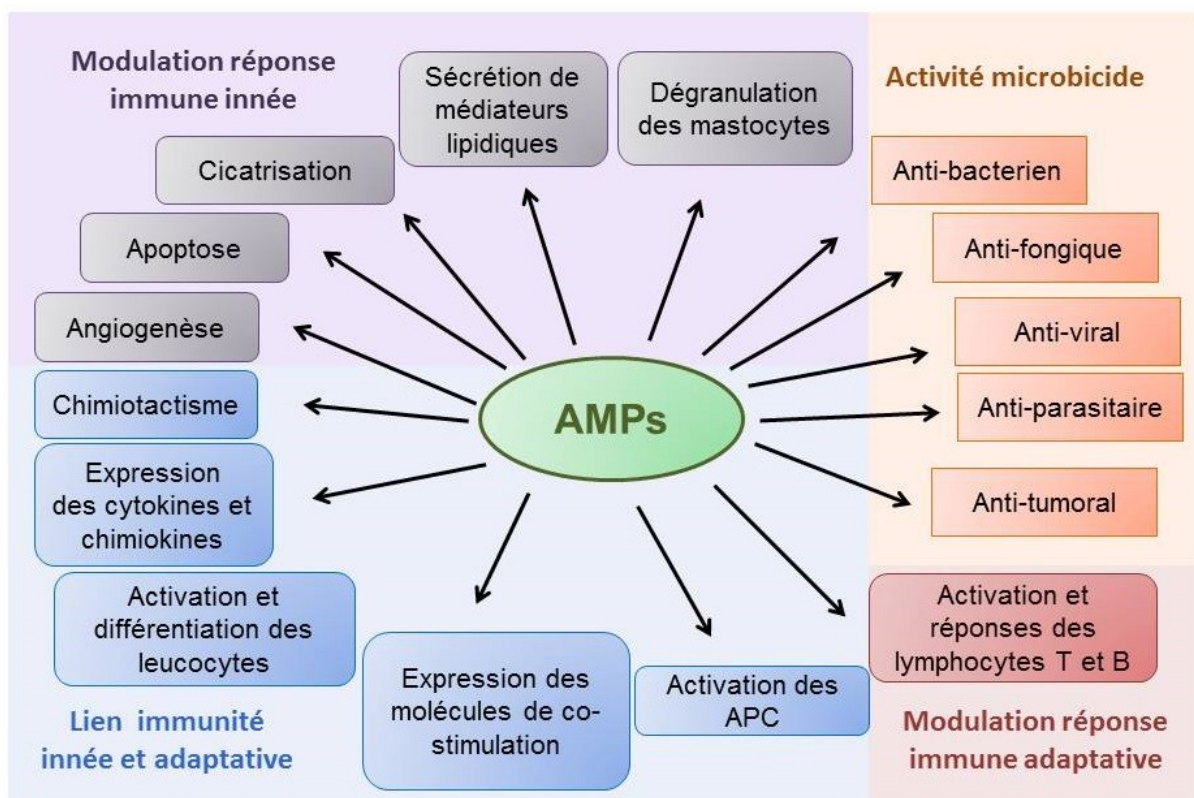 Modulation réponse
immune innée
Sécrétion de
médiateurs
lipidiques
Dégranulation
des mastocytes
Activité microbicide
Cicatrisation
Anti-bacterien
Apoptose
Anti-fongique
Angiogenèse
Anti-viral
Chimiotactisme
AMPs
Anti-parasitaire
Expression
des cytokines et
chimiokines
Anti-tumoral
Activation et
différentiation des
leucocytes
Expression des
molécules de co-
stimulation
Activation des
APC
Activation et
réponses des
lymphocytes T et B
Lien immunité
innée et adaptative
Modulation réponse
immune adaptative